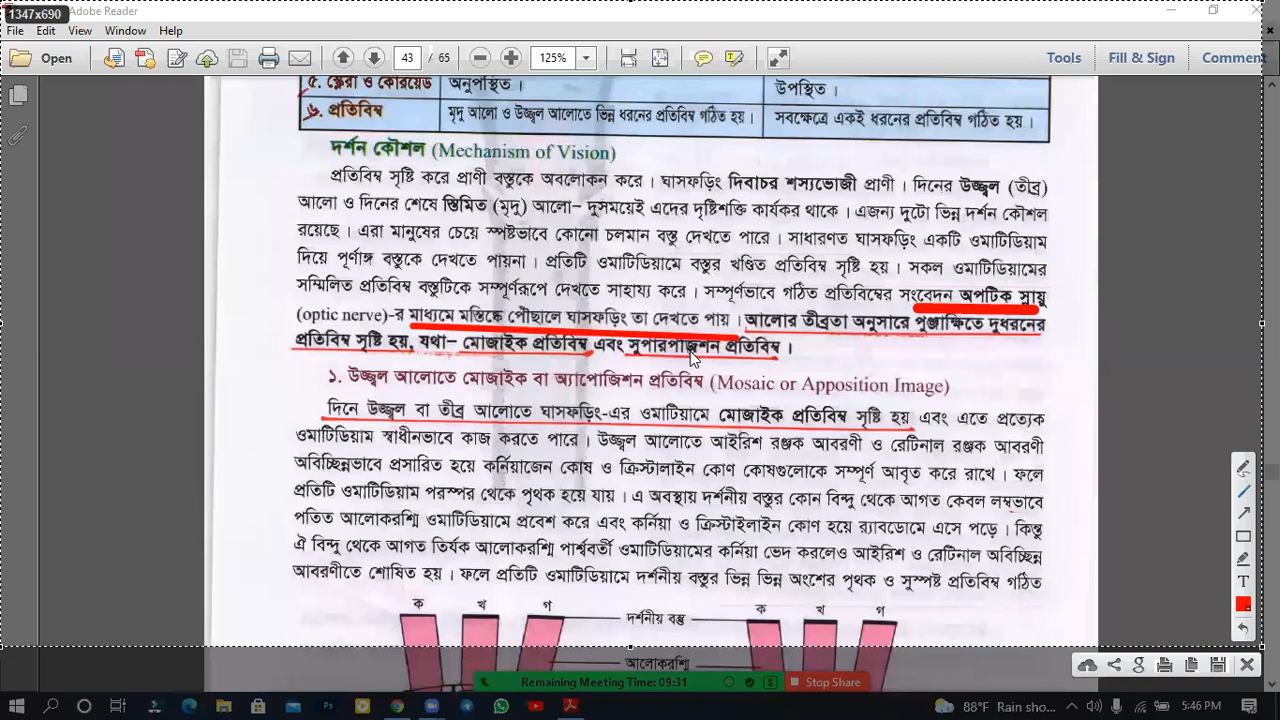 1347x690
Adobe Reader
File Edit View Window Help
Open 43 / 65 125% Tools Fill & Sign Comment
৫. স্ক্লেরা ও কোরয়েড অনুপস্থিত। উপস্থিত।
৬. প্রতিবিম্ব মৃদু আলো ও উজ্জ্বল আলোতে ভিন্ন ধরনের প্রতিবিম্ব গঠিত হয়। সবক্ষেত্রে একই ধরনের প্রতিবিম্ব গঠিত হয়।
দর্শন কৌশল (Mechanism of Vision)
প্রতিবিম্ব সৃষ্টি করে প্রাণী বস্তুকে অবলোকন করে। ঘাসফড়িং দিবাচর শস্যভোজী প্রাণী। দিনের উজ্জ্বল (তীব্র)
আলো ও দিনের শেষে স্তিমিত (মৃদু) আলো– দুসময়েই এদের দৃষ্টিশক্তি কার্যকর থাকে। এজন্য দুটো ভিন্ন দর্শন কৌশল
রয়েছে। এরা মানুষের চেয়ে স্পষ্টভাবে কোনো চলমান বস্তু দেখতে পারে। সাধারণত ঘাসফড়িং একটি ওমাটিডিয়াম
দিয়ে পূর্ণাঙ্গ বস্তুকে দেখতে পায়না। প্রতিটি ওমাটিডিয়ামে বস্তুর খণ্ডিত প্রতিবিম্ব সৃষ্টি হয়। সকল ওমাটিডিয়ামের
সম্মিলিত প্রতিবিম্ব বস্তুটিকে সম্পূর্ণরূপে দেখতে সাহায্য করে। সম্পূর্ণভাবে গঠিত প্রতিবিম্বের সংবেদন অপটিক স্নায়ু
(optic nerve)-র মাধ্যমে মস্তিষ্কে পৌঁছালে ঘাসফড়িং তা দেখতে পায়। আলোর তীব্রতা অনুসারে পুঞ্জাক্ষিতে দুধরনের
প্রতিবিম্ব সৃষ্টি হয়, যথা– মোজাইক প্রতিবিম্ব এবং সুপারপজিশন প্রতিবিম্ব।
১. উজ্জ্বল আলোতে মোজাইক বা অ্যাপোজিশন প্রতিবিম্ব (Mosaic or Apposition Image)
দিনে উজ্জ্বল বা তীব্র আলোতে ঘাসফড়িং-এর ওমাটিয়ামে মোজাইক প্রতিবিম্ব সৃষ্টি হয় এবং এতে প্রত্যেক
ওমাটিডিয়াম স্বাধীনভাবে কাজ করতে পারে। উজ্জ্বল আলোতে আইরিশ রঞ্জক আবরণী ও রেটিনাল রঞ্জক আবরণী
অবিচ্ছিন্নভাবে প্রসারিত হয়ে কর্নিয়াজেন কোষ ও ক্রিস্টালাইন কোণ কোষগুলোকে সম্পূর্ণ আবৃত করে রাখে। ফলে
প্রতিটি ওমাটিডিয়াম পরস্পর থেকে পৃথক হয়ে যায়। এ অবস্থায় দর্শনীয় বস্তুর কোন বিন্দু থেকে আগত কেবল লম্বভাবে
পতিত আলোকরশ্মি ওমাটিডিয়ামে প্রবেশ করে এবং কর্নিয়া ও ক্রিস্টাইলাইন কোণ হয়ে র‍্যাবডোমে এসে পড়ে। কিন্তু
ঐ বিন্দু থেকে আগত তির্যক আলোকরশ্মি পার্শ্ববর্তী ওমাটিডিয়ামের কর্নিয়া ভেদ করলেও আইরিশ ও রেটিনাল অবিচ্ছিন্ন
আবরণীতে শোষিত হয়। ফলে প্রতিটি ওমাটিডিয়ামে দর্শনীয় বস্তুর ভিন্ন ভিন্ন অংশের পৃথক ও সুস্পষ্ট প্রতিবিম্ব গঠিত
ক খ গ দর্শনীয় বস্তু ক খ গ
আলোকরশ্মি
Remaining Meeting Time: 09:31 Stop Share
88°F Rain sho... 5:46 PM